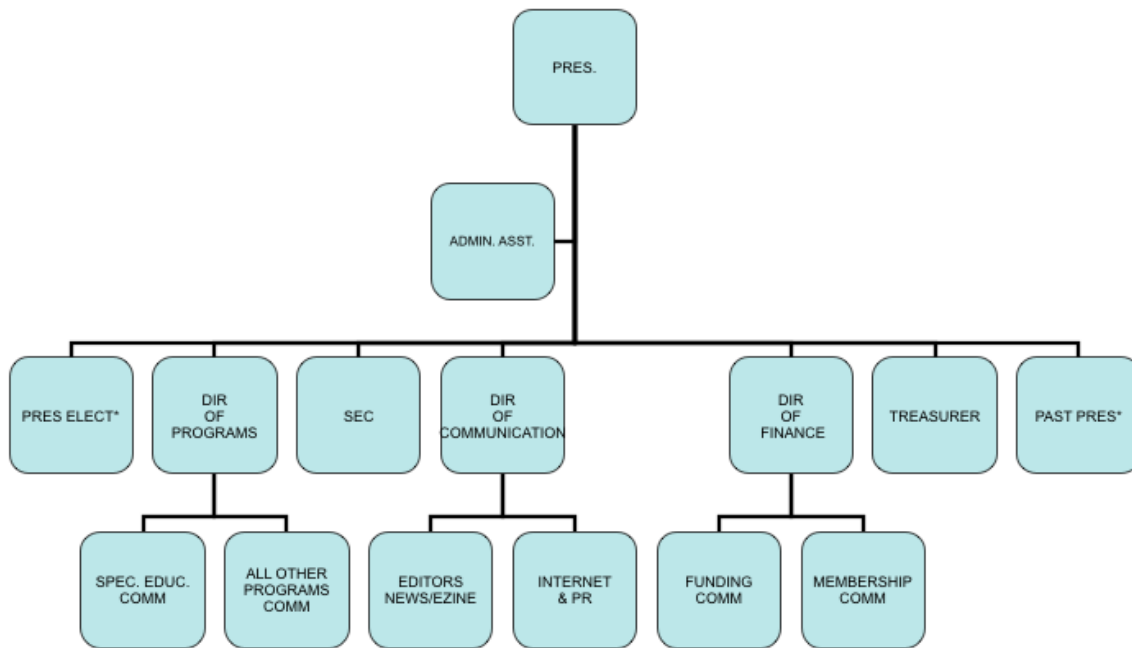 PRES.
ADMIN. ASST.
PRES ELECT*
DIR
OF
PROGRAMS
SEC
DIR
OF
COMMUNICATION
DIR
OF
FINANCE
TREASURER
PAST PRES*
SPEC. EDUC.
COMM
ALL OTHER
PROGRAMS
COMM
EDITORS
NEWS/EZINE
INTERNET
& PR
FUNDING
COMM
MEMBERSHIP
COMM